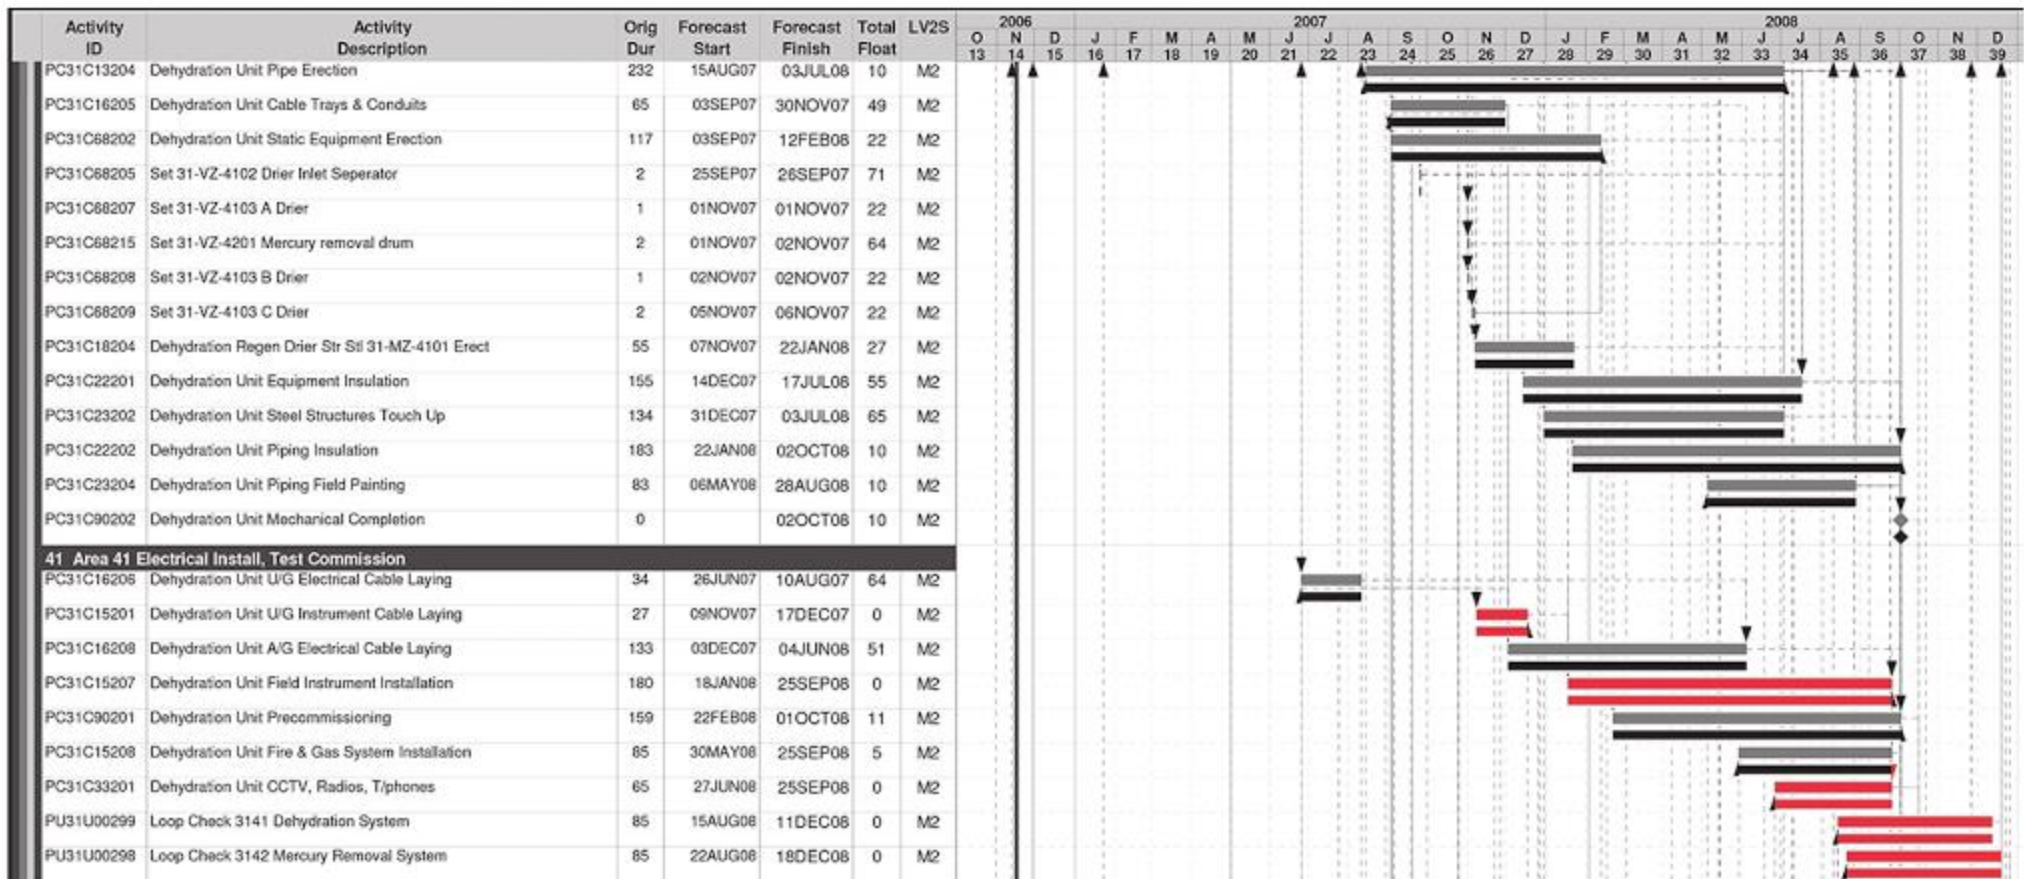 Activity ID Activity Description Orig Dur Forecast Start Forecast Finish Total Float LV2S
2006 2007 2008
O N D J F M A M J J A S O N D J F M A M J J A S O N D
13 14 15 16 17 18 19 20 21 22 23 24 25 26 27 28 29 30 31 32 33 34 35 36 37 38 39
PC31C13204 Dehydration Unit Pipe Erection 232 15AUG07 03JUL08 10 M2
PC31C16205 Dehydration Unit Cable Trays & Conduits 65 03SEP07 30NOV07 49 M2
PC31C68202 Dehydration Unit Static Equipment Erection 117 03SEP07 12FEB08 22 M2
PC31C68205 Set 31-VZ-4102 Drier Inlet Seperator 2 25SEP07 26SEP07 71 M2
PC31C68207 Set 31-VZ-4103 A Drier 1 01NOV07 01NOV07 22 M2
PC31C68215 Set 31-VZ-4201 Mercury removal drum 2 01NOV07 02NOV07 64 M2
PC31C68208 Set 31-VZ-4103 B Drier 1 02NOV07 02NOV07 22 M2
PC31C68209 Set 31-VZ-4103 C Drier 2 05NOV07 06NOV07 22 M2
PC31C18204 Dehydration Regen Drier Str Stl 31-MZ-4101 Erect 55 07NOV07 22JAN08 27 M2
PC31C22201 Dehydration Unit Equipment Insulation 155 14DEC07 17JUL08 55 M2
PC31C23202 Dehydration Unit Steel Structures Touch Up 134 31DEC07 03JUL08 65 M2
PC31C22202 Dehydration Unit Piping Insulation 183 22JAN08 02OCT08 10 M2
PC31C23204 Dehydration Unit Piping Field Painting 83 06MAY08 28AUG08 10 M2
PC31C90202 Dehydration Unit Mechanical Completion 0 02OCT08 10 M2
41 Area 41 Electrical Install, Test Commission
PC31C16206 Dehydration Unit U/G Electrical Cable Laying 34 26JUN07 10AUG07 64 M2
PC31C15201 Dehydration Unit U/G Instrument Cable Laying 27 09NOV07 17DEC07 0 M2
PC31C16208 Dehydration Unit A/G Electrical Cable Laying 133 03DEC07 04JUN08 51 M2
PC31C15207 Dehydration Unit Field Instrument Installation 180 18JAN08 25SEP08 0 M2
PC31C90201 Dehydration Unit Precommissioning 159 22FEB08 01OCT08 11 M2
PC31C15208 Dehydration Unit Fire & Gas System Installation 85 30MAY08 25SEP08 5 M2
PC31C33201 Dehydration Unit CCTV, Radios, T/phones 65 27JUN08 25SEP08 0 M2
PU31U00299 Loop Check 3141 Dehydration System 85 15AUG08 11DEC08 0 M2
PU31U00298 Loop Check 3142 Mercury Removal System 85 22AUG08 18DEC08 0 M2